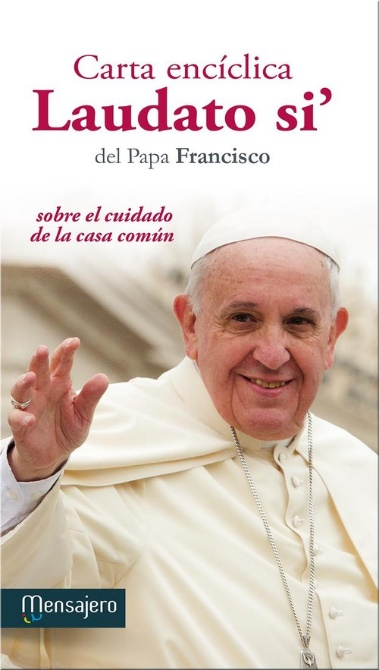 Carta encíclica
Laudato si’
del Papa Francisco
sobre el cuidado
de la casa común
Mensajero